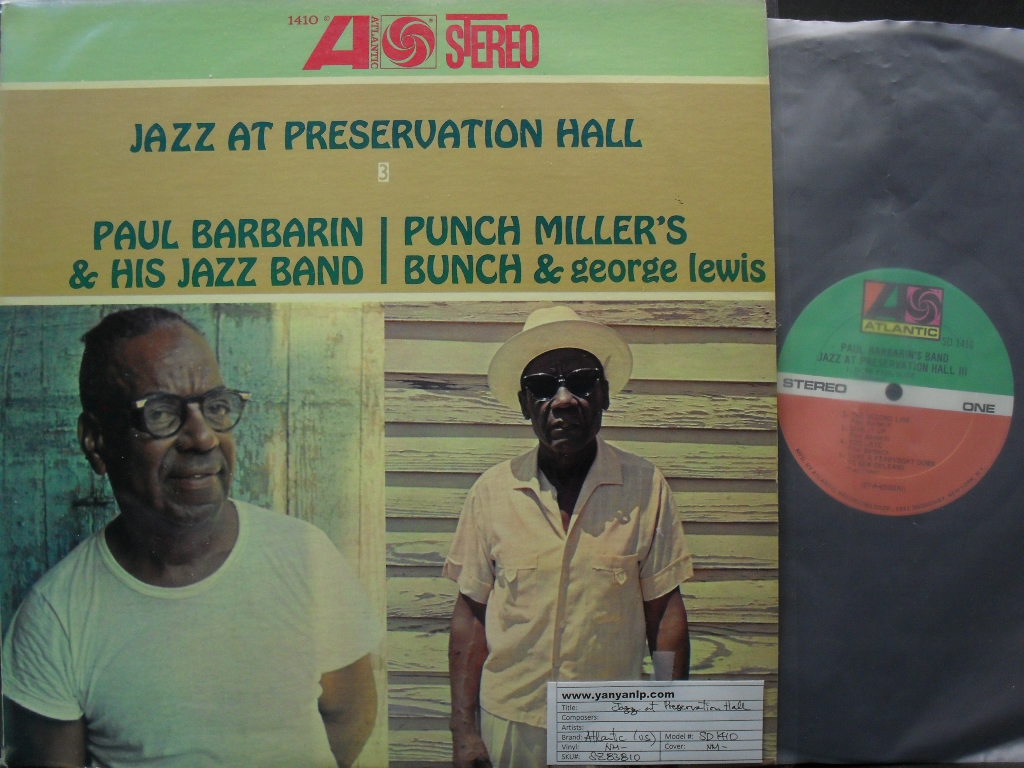 1410 © ATLANTIC STEREO
JAZZ AT PRESERVATION HALL
3
PAUL BARBARIN
& HIS JAZZ BAND
PUNCH MILLER'S
BUNCH & george lewis
ATLANTIC
SD 1410
PAUL BARBARIN'S BAND
JAZZ AT PRESERVATION HALL III
STEREO
ONE
www.yanyanlp.com
Title: Jazz at Preservation Hall
Composers:
Artists:
Brand: Atlantic (US) Model #: SD1410
Vinyl: NM- Cover: NM-
SKU#: SZ83810